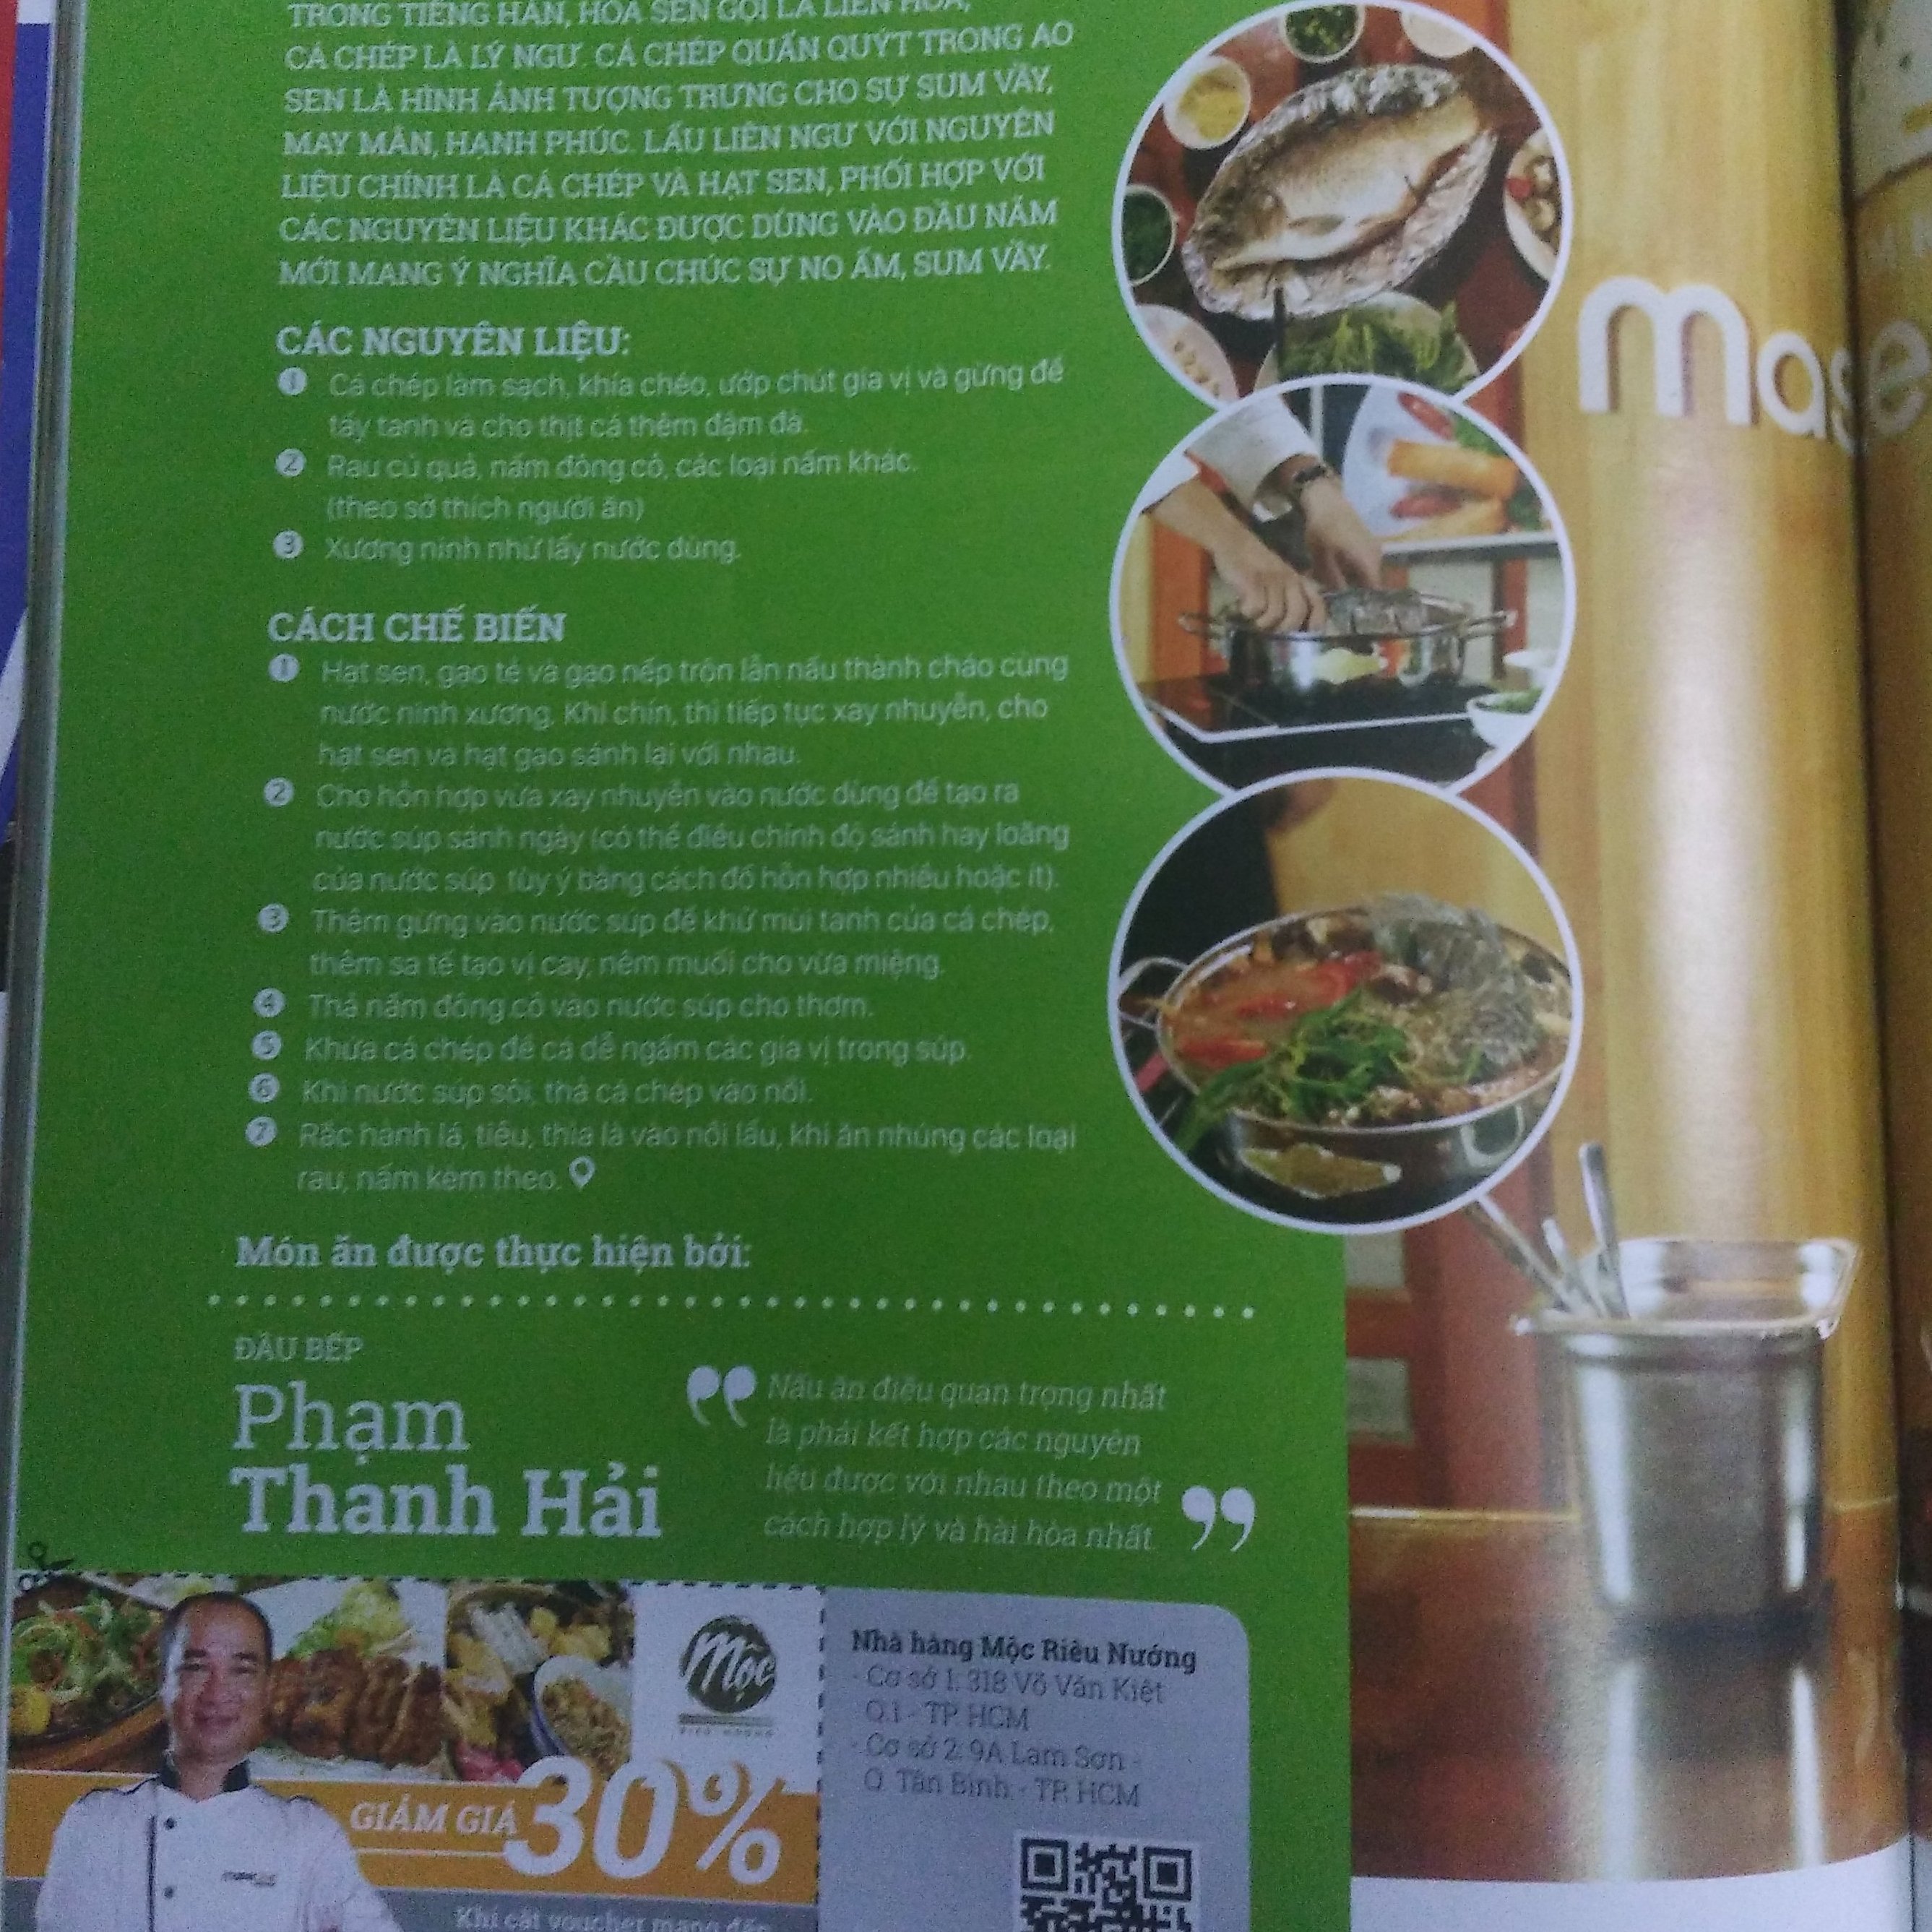 TRONG TIẾNG HÁN, HOA SEN GỌI LÀ LIÊN HOA,
CÁ CHÉP LÀ LÝ NGƯ. CÁ CHÉP QUẤN QUÝT TRONG AO
SEN LÀ HÌNH ẢNH TƯỢNG TRƯNG CHO SỰ SUM VẦY,
MAY MẮN, HẠNH PHÚC. LẨU LIÊN NGƯ VỚI NGUYÊN
LIỆU CHÍNH LÀ CÁ CHÉP VÀ HẠT SEN, PHỐI HỢP VỚI
CÁC NGUYÊN LIỆU KHÁC ĐƯỢC DÙNG VÀO ĐẦU NĂM
MỚI MANG Ý NGHĨA CẦU CHÚC SỰ NO ẤM, SUM VẦY.
CÁC NGUYÊN LIỆU:
1 Cá chép làm sạch, khía chéo, ướp chút gia vị và gừng để
tẩy tanh và cho thịt cá thêm đậm đà.
2 Rau củ quả, nấm đông cô, các loại nấm khác.
(theo sở thích người ăn)
3 Xương ninh nhừ lấy nước dùng.
CÁCH CHẾ BIẾN
1 Hạt sen, gạo tẻ và gạo nếp trộn lẫn nấu thành cháo cùng
nước ninh xương. Khi chín, thì tiếp tục xay nhuyễn, cho
hạt sen và hạt gạo sánh lại với nhau.
2 Cho hỗn hợp vừa xay nhuyễn vào nước dùng để tạo ra
nước súp sánh ngậy (có thể điều chỉnh độ sánh hay loãng
của nước súp tùy ý bằng cách đổ hỗn hợp nhiều hoặc ít).
3 Thêm gừng vào nước súp để khử mùi tanh của cá chép,
thêm sa tế tạo vị cay, nêm muối cho vừa miệng.
4 Thả nấm đông cô vào nước súp cho thơm.
5 Khứa cá chép để cá dễ ngấm các gia vị trong súp.
6 Khi nước súp sôi, thả cá chép vào nồi.
7 Rắc hành lá, tiêu, thìa là vào nồi lẩu, khi ăn nhúng các loại
rau, nấm kèm theo.
Món ăn được thực hiện bởi:
ĐẦU BẾP
Phạm
Thanh Hải
“ Nấu ăn điều quan trọng nhất
là phải kết hợp các nguyên
liệu được với nhau theo một
cách hợp lý và hài hòa nhất. ”
Mộc
GIẢM GIÁ 30%
Khi cắt voucher mang đến
Nhà hàng Mộc Riêu Nướng
- Cơ sở 1: 318 Võ Văn Kiệt
Q.1 - TP. HCM
- Cơ sở 2: 9A Lam Sơn -
Q. Tân Bình - TP. HCM
mase